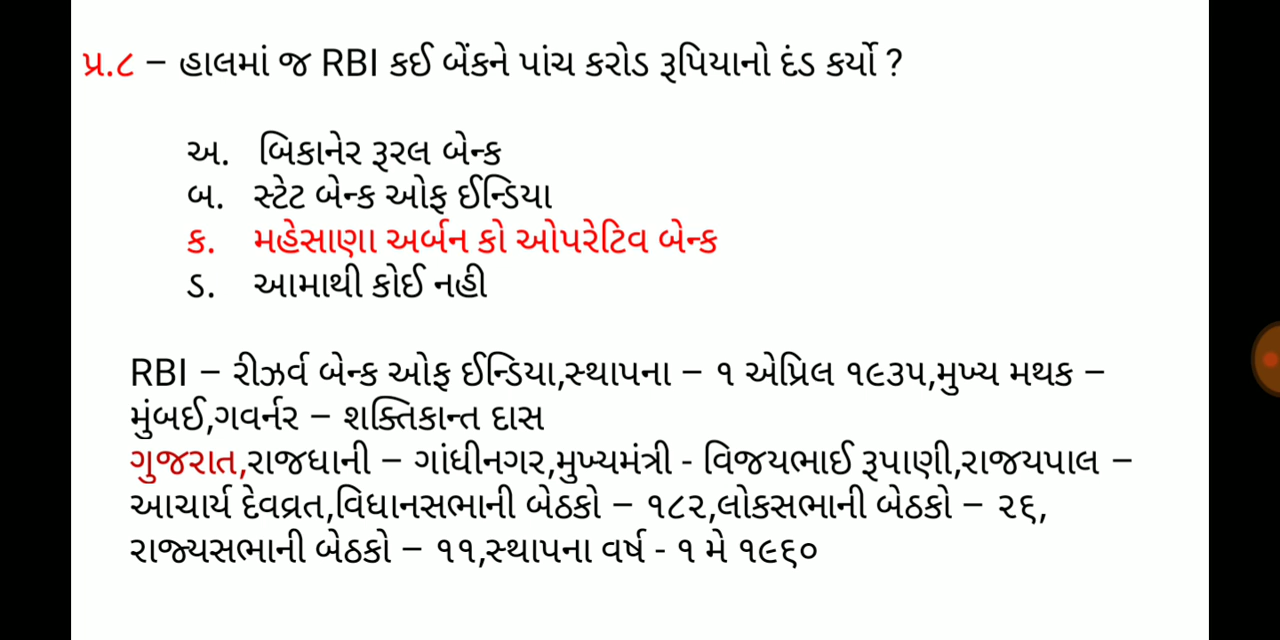 પ્ર.૮ – હાલમાં જ RBI કઈ બેંકને પાંચ કરોડ રૂપિયાનો દંડ કર્યો ?
અ. બિકાનેર રૂરલ બેન્ક
બ. સ્ટેટ બેન્ક ઓફ ઈન્ડિયા
ક. મહેસાણા અર્બન કો ઓપરેટિવ બેન્ક
ડ. આમાથી કોઈ નહી
RBI – રીઝર્વ બેન્ક ઓફ ઈન્ડિયા,સ્થાપના – ૧ એપ્રિલ ૧૯૩૫,મુખ્ય મથક –
મુંબઈ,ગવર્નર – શક્તિકાન્ત દાસ
ગુજરાત,રાજધાની – ગાંધીનગર,મુખ્યમંત્રી - વિજયભાઈ રૂપાણી,રાજયપાલ –
આચાર્ય દેવવ્રત,વિધાનસભાની બેઠકો – ૧૮૨,લોકસભાની બેઠકો – ૨૬,
રાજ્યસભાની બેઠકો – ૧૧,સ્થાપના વર્ષ - ૧ મે ૧૯૬૦